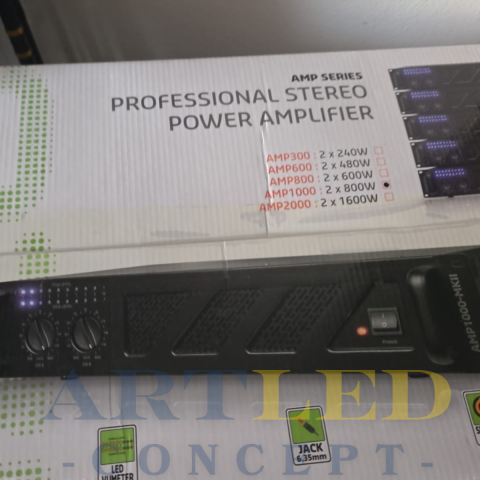 AMP SERIES
PROFESSIONAL STEREO
POWER AMPLIFIER
AMP300 : 2 x 240W
AMP600 : 2 x 480W
AMP800 : 2 x 600W
AMP1000 : 2 x 800W
AMP2000 : 2 x 1600W
AMP1000-MKII
POWER
ARTLED
- CONCEPT -
LED
VUMETER
JACK
6,35mm